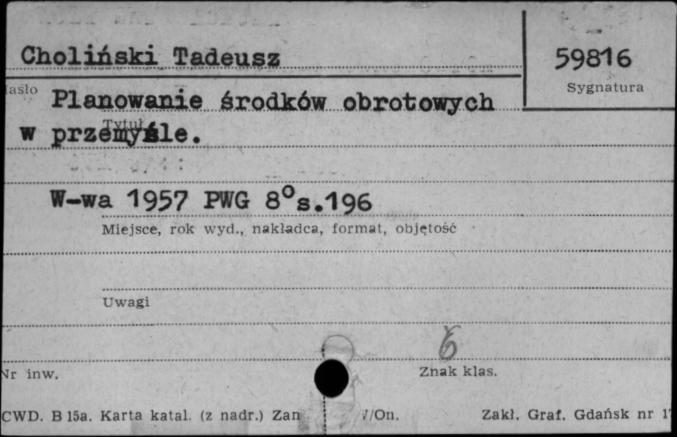 Choliński Tadeusz
59816
Sygnatura
Planowanie środków obrotowych
Tytuł
w przemyśle.
W-wa 1957 PWG 8° s.196
Miejsce, rok wyd., nakładca, format, objętość
Uwagi
6
Nr inw.
Znak klas.
CWD. B 15a. Karta katal. (z nadr.) Zam
Zakł. Graf. Gdańsk nr